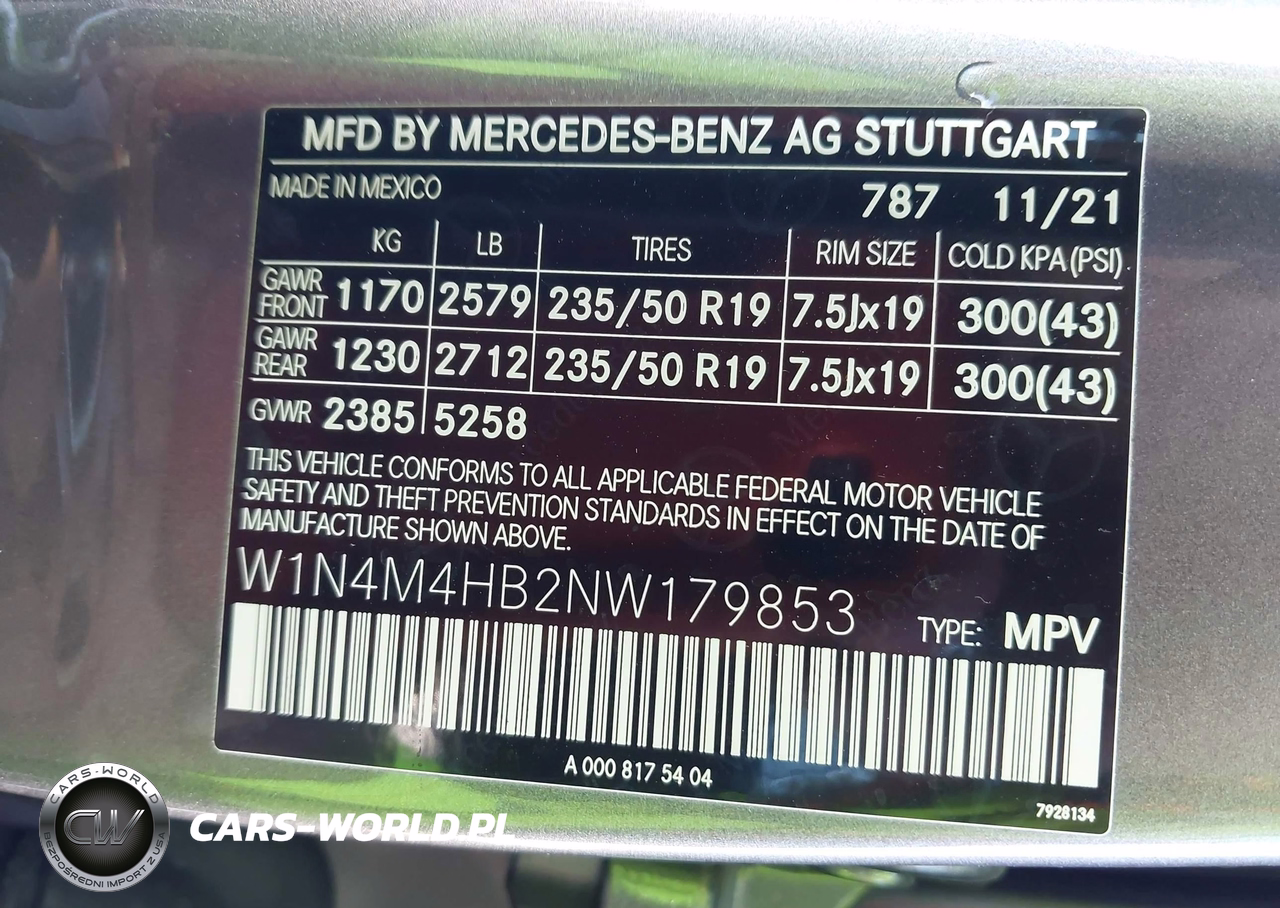 MFD BY MERCEDES-BENZ AG STUTTGART
MADE IN MEXICO 787 11/21
KG LB TIRES RIM SIZE COLD KPA (PSI)
GAWR FRONT 1170 2579 235/50 R19 7.5Jx19 300(43)
GAWR REAR 1230 2712 235/50 R19 7.5Jx19 300(43)
GVWR 2385 5258
THIS VEHICLE CONFORMS TO ALL APPLICABLE FEDERAL MOTOR VEHICLE
SAFETY AND THEFT PREVENTION STANDARDS IN EFFECT ON THE DATE OF
MANUFACTURE SHOWN ABOVE.
W1N4M4HB2NW179853 TYPE: MPV
A 000 817 54 04
7928134
CARS-WORLD
CW
BEZPOŚREDNI IMPORT Z USA
CARS-WORLD.PL